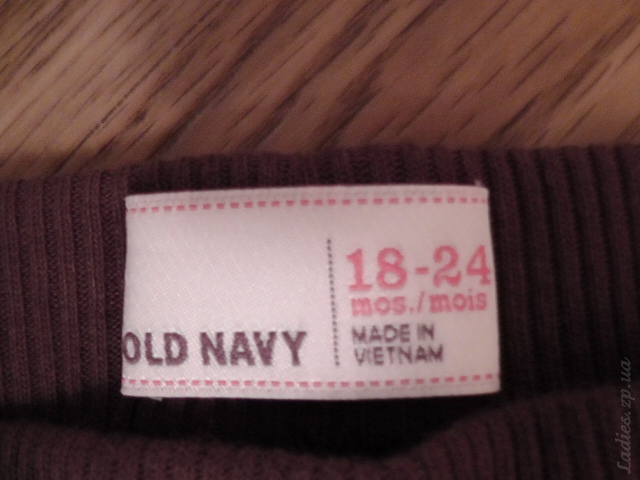 OLD NAVY
18-24
mos./mois
MADE IN
VIETNAM
Ladies.zp.ua